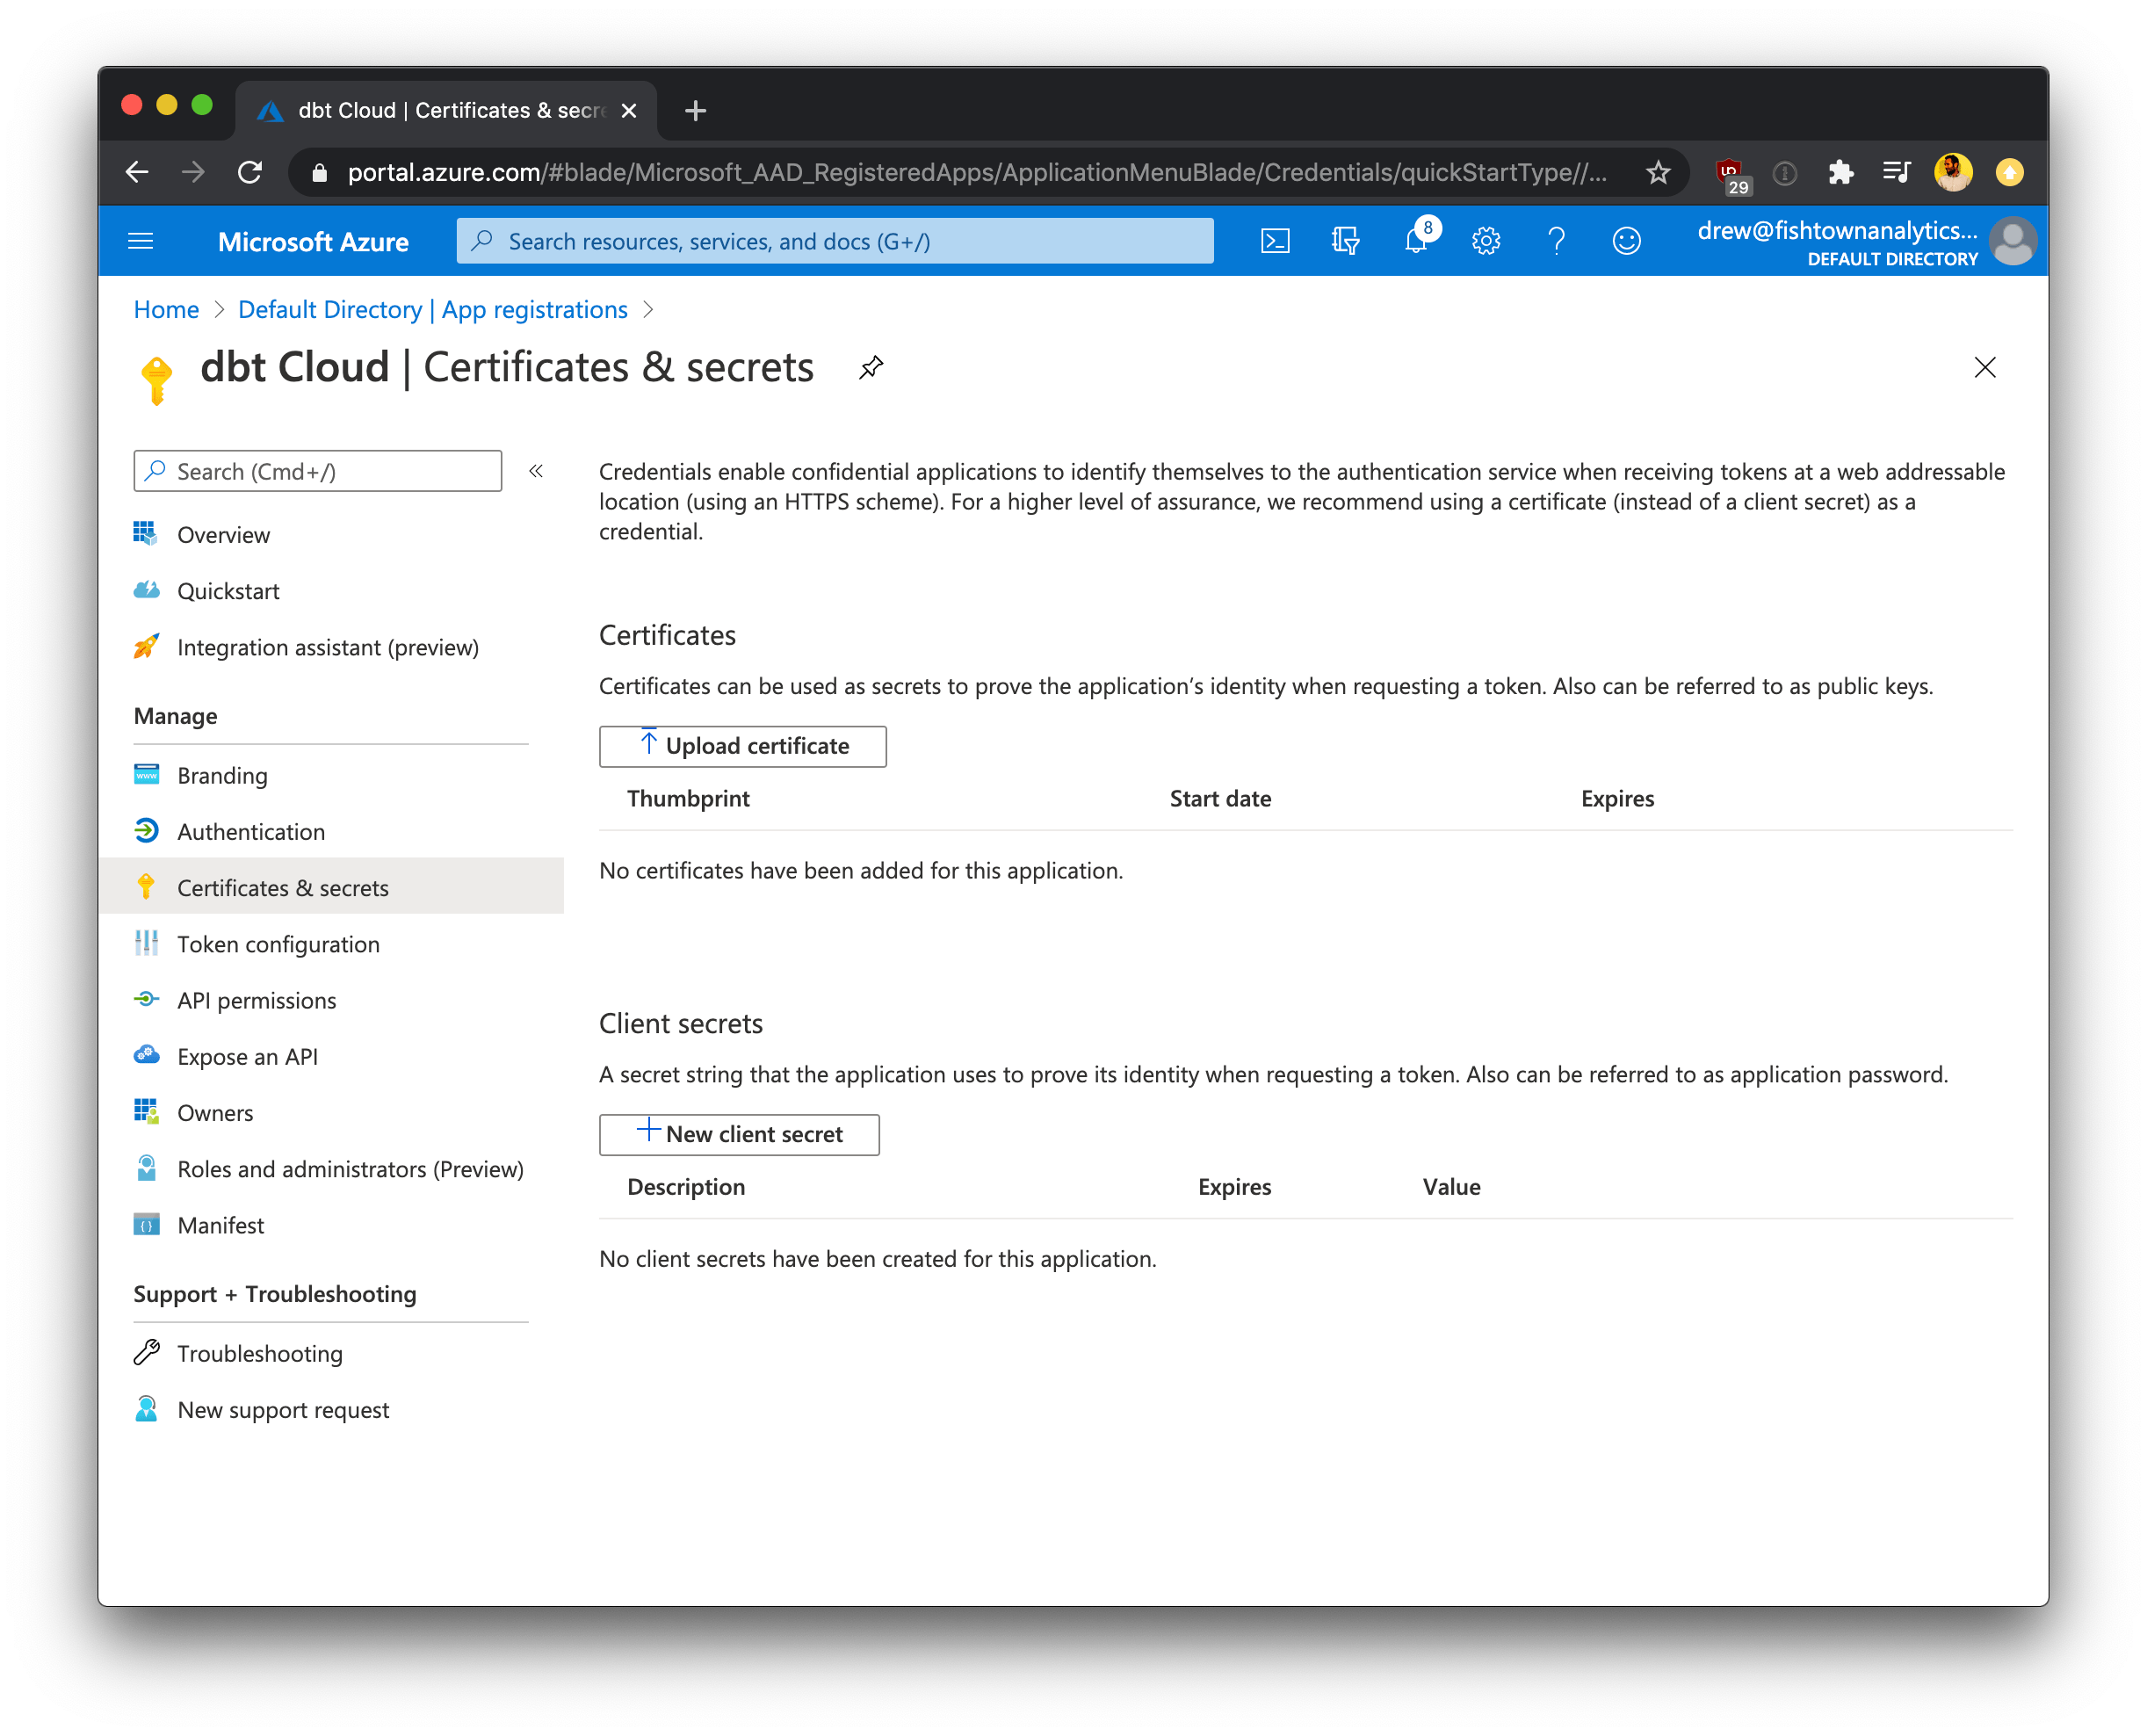 dbt Cloud | Certificates & secre
portal.azure.com/#blade/Microsoft_AAD_RegisteredApps/ApplicationMenuBlade/Credentials/quickStartType//...
29
Microsoft Azure
Search resources, services, and docs (G+/)
8
drew@fishtownanalytics...
DEFAULT DIRECTORY
Home > Default Directory | App registrations >
dbt Cloud | Certificates & secrets
Search (Cmd+/)
«
Overview
Quickstart
Integration assistant (preview)
Manage
Branding
Authentication
Certificates & secrets
Token configuration
API permissions
Expose an API
Owners
Roles and administrators (Preview)
Manifest
Support + Troubleshooting
Troubleshooting
New support request
Credentials enable confidential applications to identify themselves to the authentication service when receiving tokens at a web addressable
location (using an HTTPS scheme). For a higher level of assurance, we recommend using a certificate (instead of a client secret) as a
credential.
Certificates
Certificates can be used as secrets to prove the application’s identity when requesting a token. Also can be referred to as public keys.
Upload certificate
Thumbprint Start date Expires
No certificates have been added for this application.
Client secrets
A secret string that the application uses to prove its identity when requesting a token. Also can be referred to as application password.
New client secret
Description Expires Value
No client secrets have been created for this application.